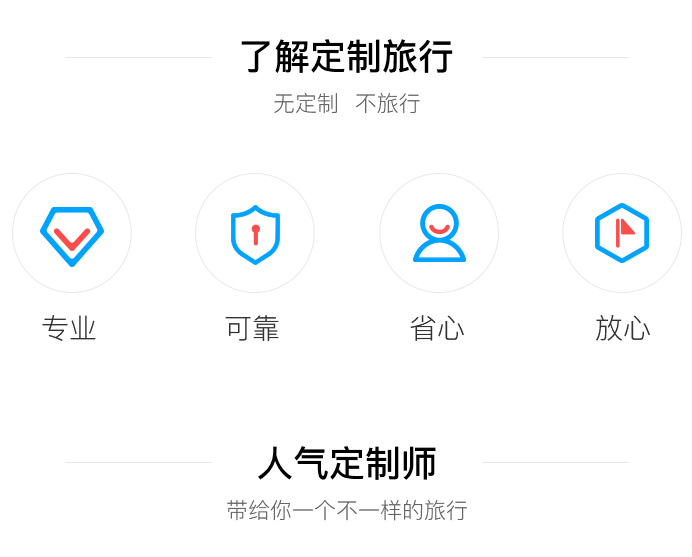 了解定制旅行
无定制 不旅行
专业 可靠 省心 放心
人气定制师
带给你一个不一样的旅行